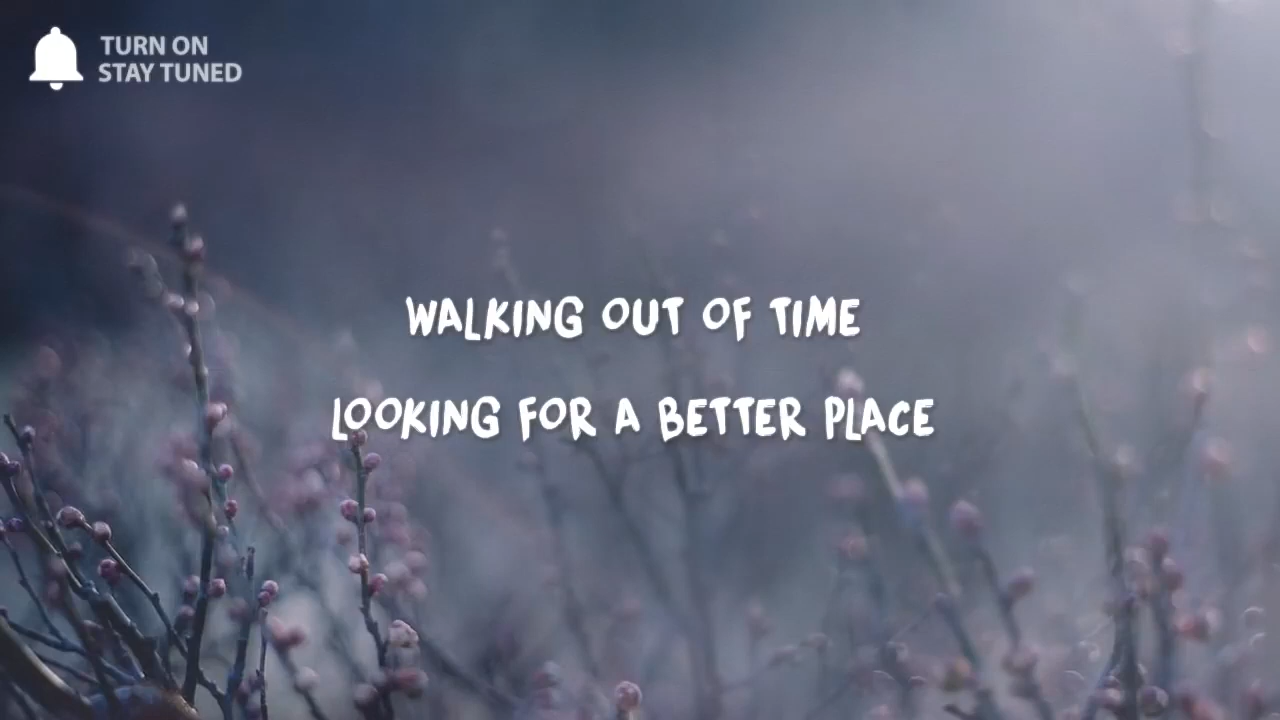 TURN ON
STAY TUNED
WALKING OUT OF TIME
LOOKING FOR A BETTER PLACE